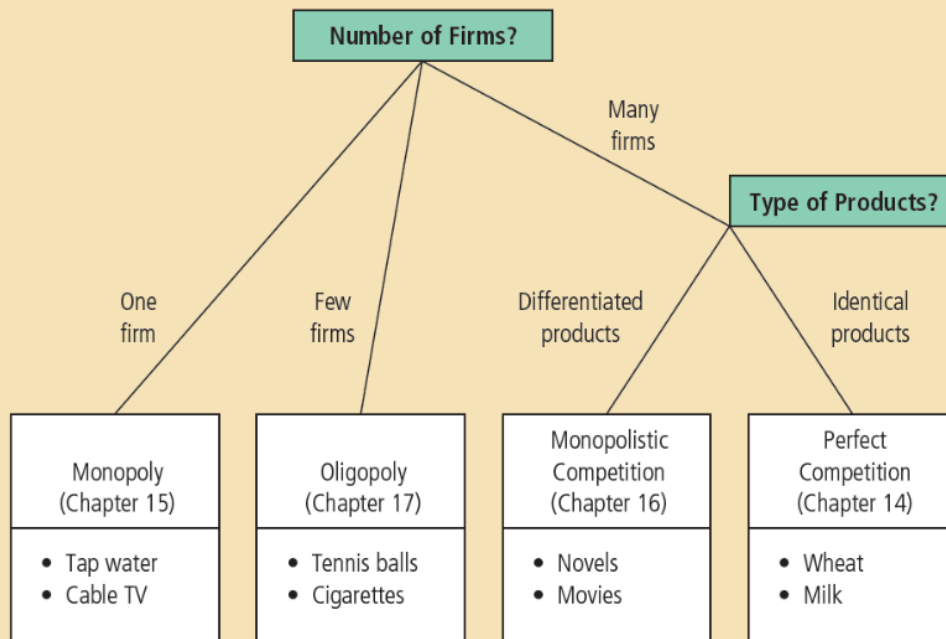 Number of Firms?
Many
firms
Type of Products?
One
firm
Few
firms
Differentiated
products
Identical
products
Monopoly
(Chapter 15)
• Tap water
• Cable TV
Oligopoly
(Chapter 17)
• Tennis balls
• Cigarettes
Monopolistic
Competition
(Chapter 16)
• Novels
• Movies
Perfect
Competition
(Chapter 14)
• Wheat
• Milk